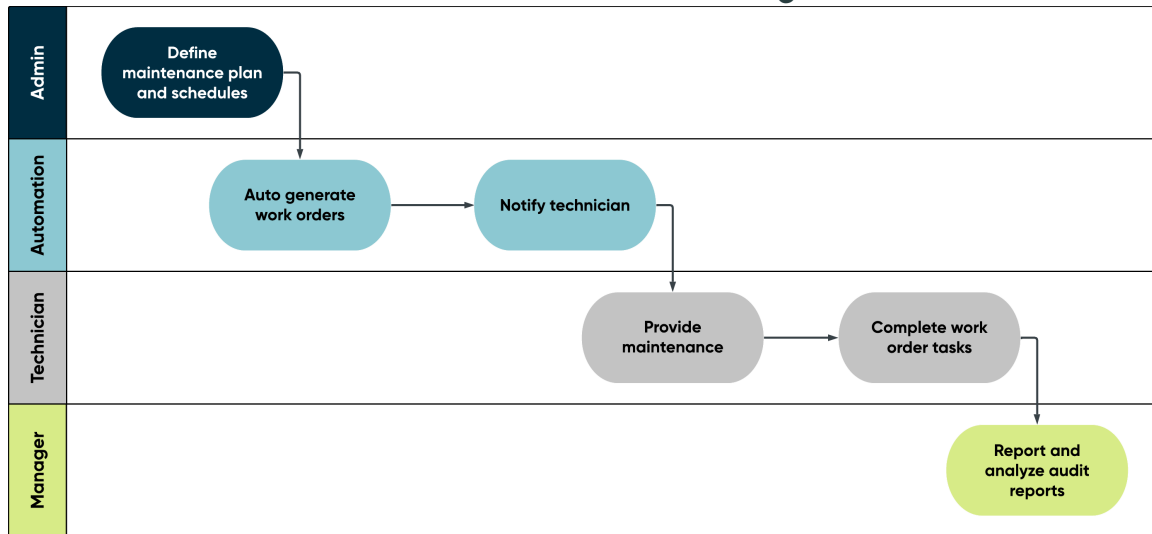 Admin
Define
maintenance plan
and schedules
Automation
Auto generate
work orders
Notify technician
Technician
Provide
maintenance
Complete work
order tasks
Manager
Report and
analyze audit
reports